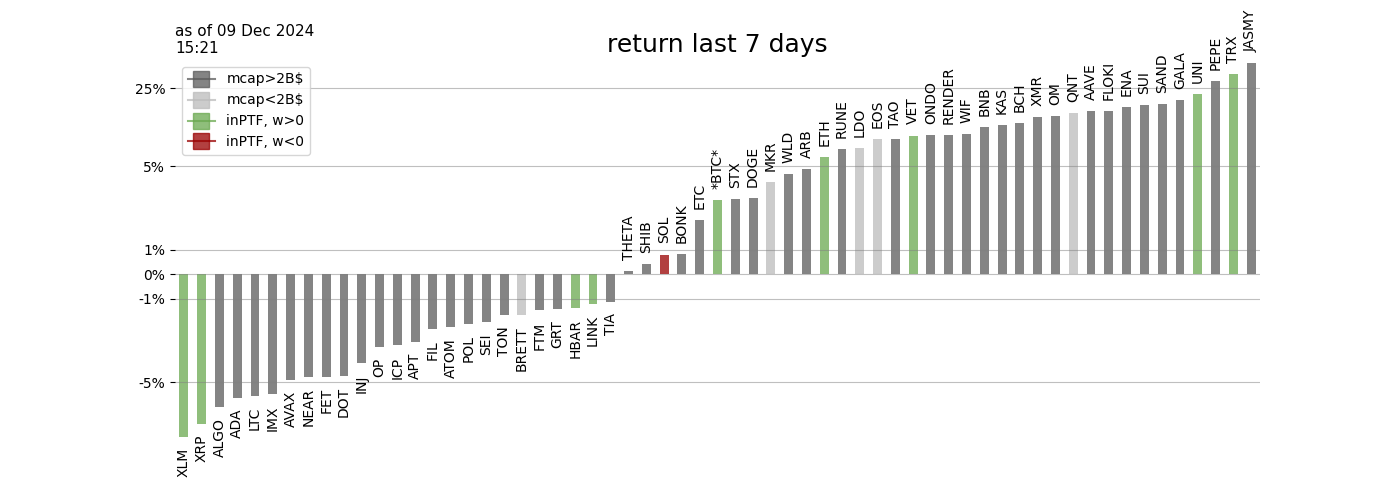 as of 09 Dec 2024
15:21
return last 7 days
mcap>2B$
mcap<2B$
inPTF, w>0
inPTF, w<0
25%
5%
1%
0%
-1%
-5%
XLM
XRP
ALGO
ADA
LTC
IMX
AVAX
NEAR
FET
DOT
INJ
OP
ICP
APT
FIL
ATOM
POL
SEI
TON
BRETT
FTM
GRT
HBAR
LINK
TIA
THETA
SHIB
SOL
BONK
ETC
*BTC*
STX
DOGE
MKR
WLD
ARB
ETH
RUNE
LDO
EOS
TAO
VET
ONDO
RENDER
WIF
BNB
KAS
BCH
XMR
OM
QNT
AAVE
FLOKI
ENA
SUI
SAND
GALA
UNI
PEPE
TRX
JASMY